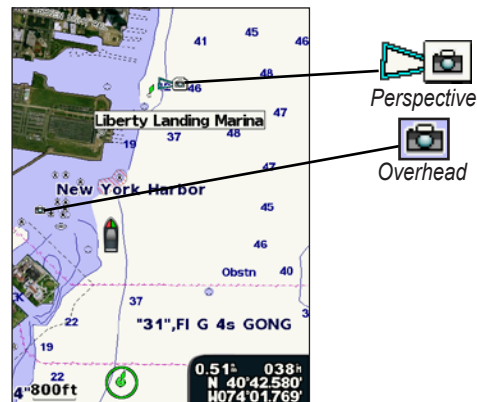 45
41
46
48
46
Perspective
Liberty Landing Marina
47
37
48
19
Overhead
47
New York Harbor
45
46
Obstn 40
37
22
"31",Fl G 4s GONG
19
0.51 038
22
N 40°42.580'
4"800ft
W074°01.769'